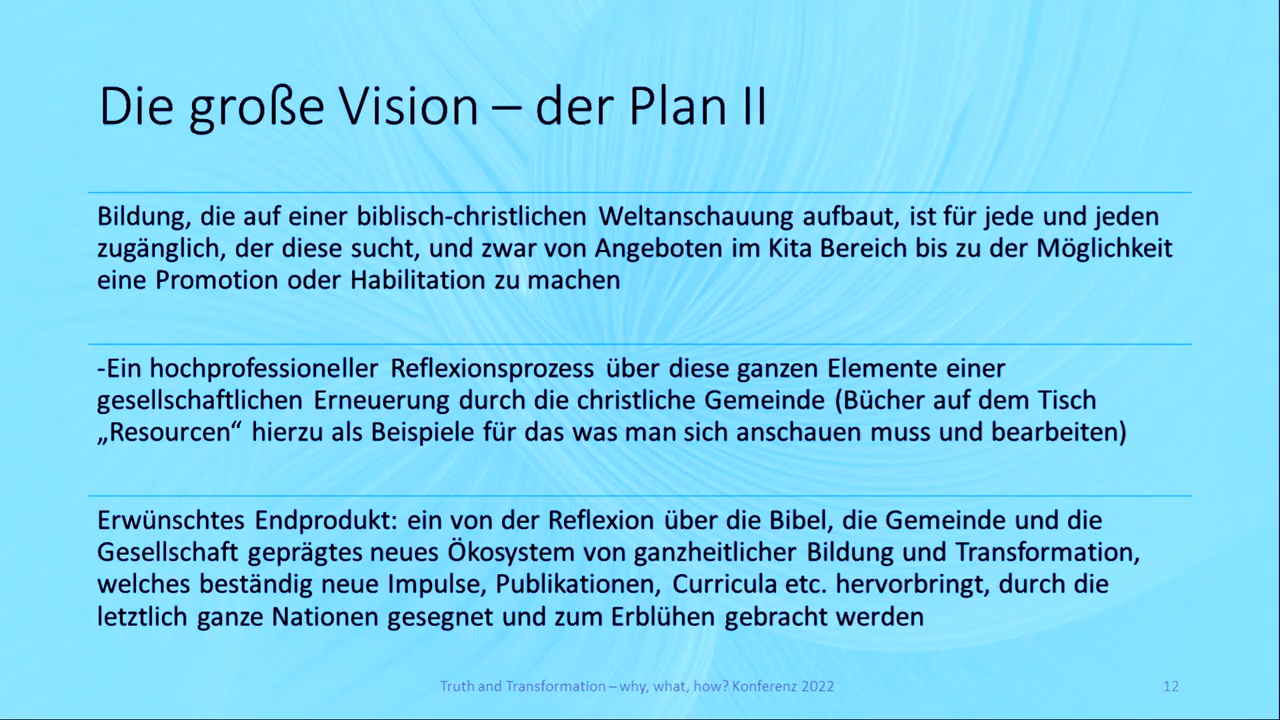 Die große Vision – der Plan II
Bildung, die auf einer biblisch-christlichen Weltanschauung aufbaut, ist für jede und jeden
zugänglich, der diese sucht, und zwar von Angeboten im Kita Bereich bis zu der Möglichkeit
eine Promotion oder Habilitation zu machen
-Ein hochprofessioneller Reflexionsprozess über diese ganzen Elemente einer
gesellschaftlichen Erneuerung durch die christliche Gemeinde (Bücher auf dem Tisch
„Resourcen“ hierzu als Beispiele für das was man sich anschauen muss und bearbeiten)
Erwünschtes Endprodukt: ein von der Reflexion über die Bibel, die Gemeinde und die
Gesellschaft geprägtes neues Ökosystem von ganzheitlicher Bildung und Transformation,
welches beständig neue Impulse, Publikationen, Curricula etc. hervorbringt, durch die
letztlich ganze Nationen gesegnet und zum Erblühen gebracht werden
Truth and Transformation – why, what, how? Konferenz 2022
12